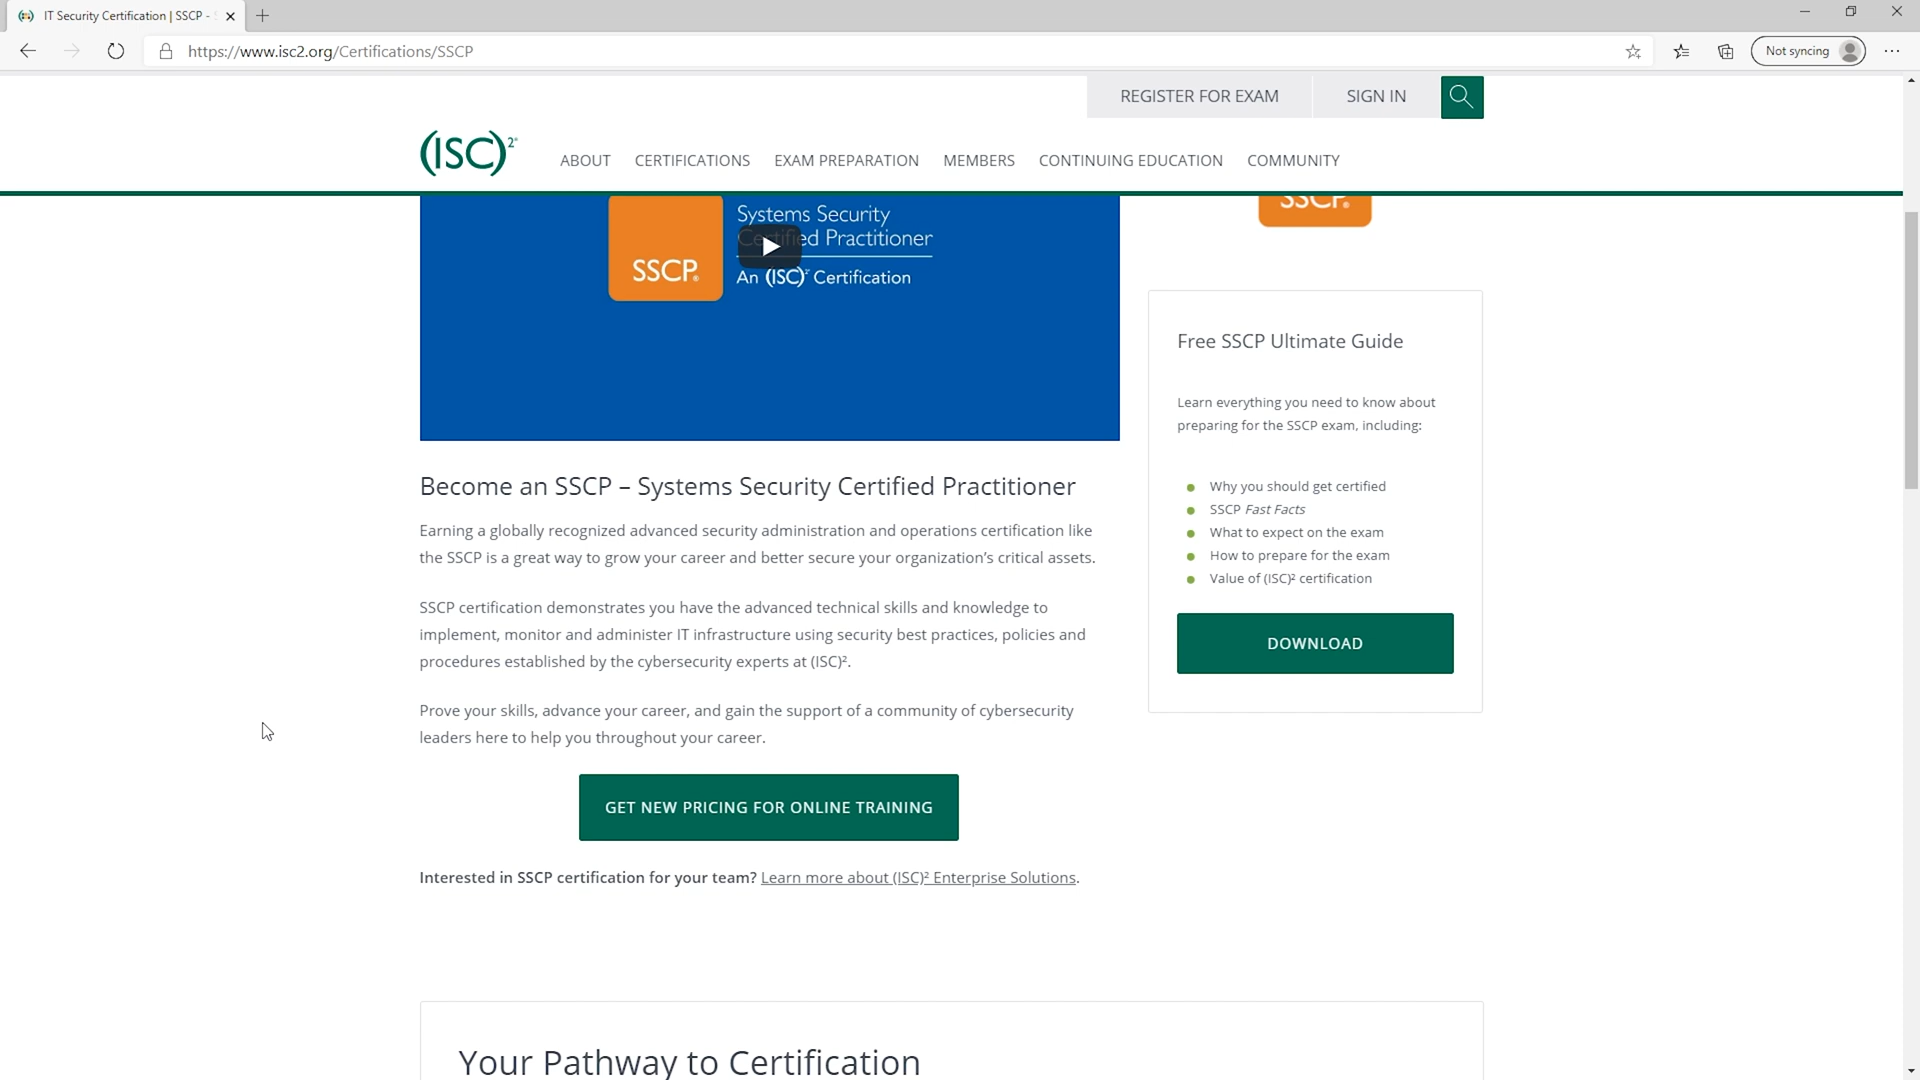 IT Security Certification | SSCP -
https://www.isc2.org/Certifications/SSCP
Not syncing
REGISTER FOR EXAM
SIGN IN
(ISC)²®
ABOUT
CERTIFICATIONS
EXAM PREPARATION
MEMBERS
CONTINUING EDUCATION
COMMUNITY
SSCP®
Systems Security
Certified Practitioner
An (ISC)² Certification
SSCP®
Free SSCP Ultimate Guide
Learn everything you need to know about
preparing for the SSCP exam, including:
Why you should get certified
SSCP Fast Facts
What to expect on the exam
How to prepare for the exam
Value of (ISC)² certification
DOWNLOAD
Become an SSCP – Systems Security Certified Practitioner
Earning a globally recognized advanced security administration and operations certification like
the SSCP is a great way to grow your career and better secure your organization’s critical assets.
SSCP certification demonstrates you have the advanced technical skills and knowledge to
implement, monitor and administer IT infrastructure using security best practices, policies and
procedures established by the cybersecurity experts at (ISC)².
Prove your skills, advance your career, and gain the support of a community of cybersecurity
leaders here to help you throughout your career.
GET NEW PRICING FOR ONLINE TRAINING
Interested in SSCP certification for your team? Learn more about (ISC)² Enterprise Solutions.
Your Pathway to Certification